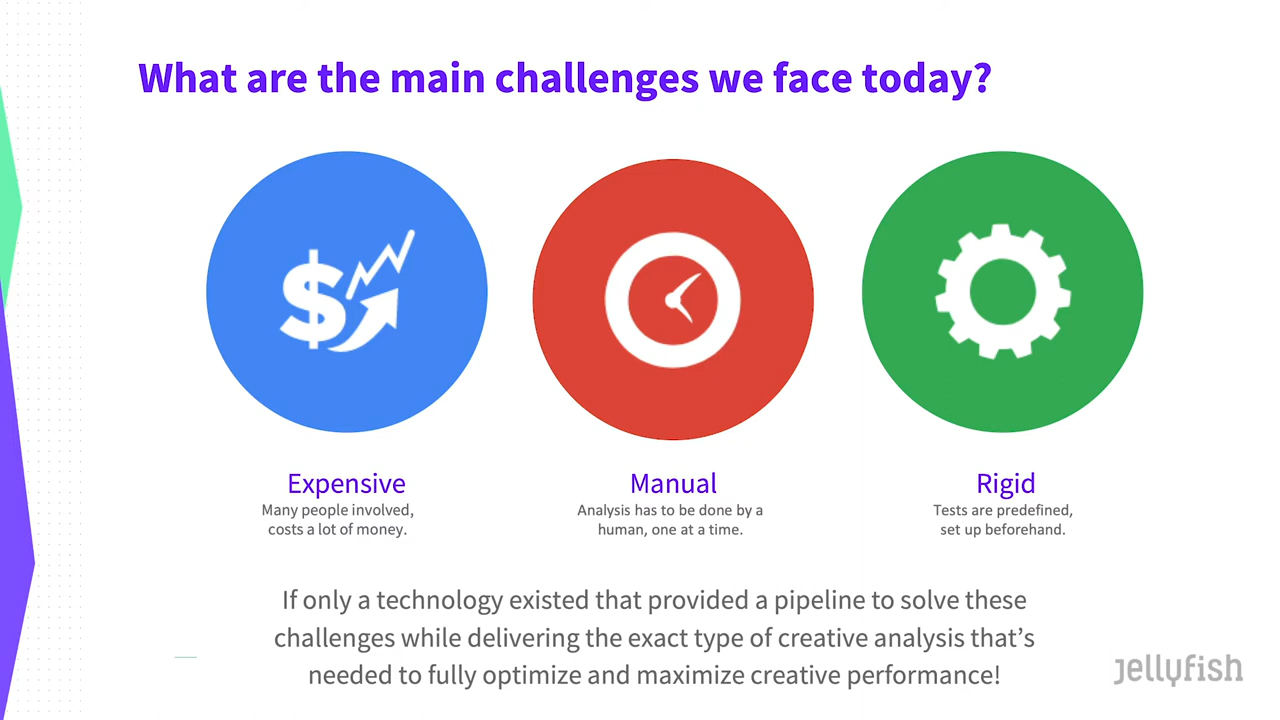 What are the main challenges we face today?
$
Expensive
Many people involved,
costs a lot of money.
Manual
Analysis has to be done by a
human, one at a time.
Rigid
Tests are predefined,
set up beforehand.
If only a technology existed that provided a pipeline to solve these
challenges while delivering the exact type of creative analysis that’s
needed to fully optimize and maximize creative performance!
jellyfish